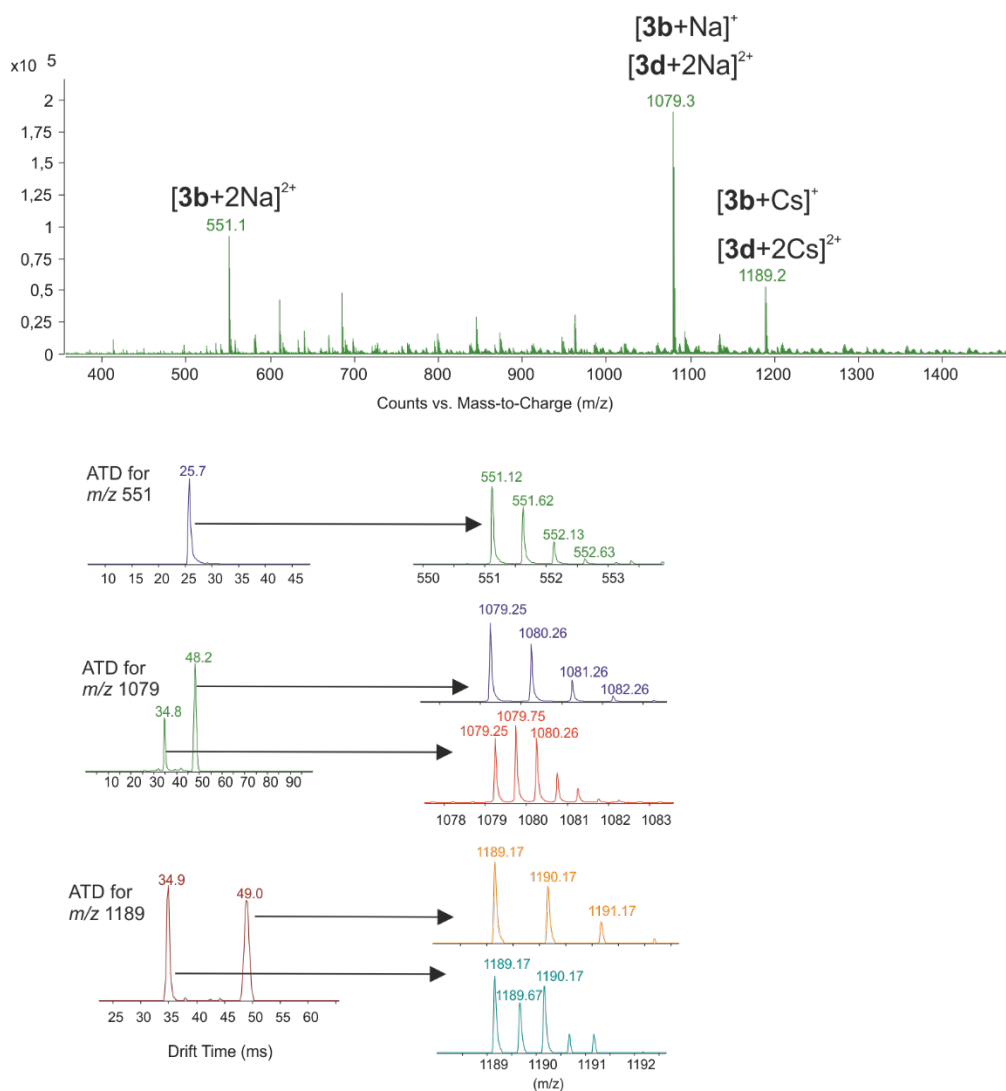 [3b+Na]⁺
[3d+2Na]²⁺
x10 5
1079.3
2
1,75
1,5
1,25
1
0,75
0,5
0,25
0
[3b+2Na]²⁺
551.1
[3b+Cs]⁺
[3d+2Cs]²⁺
1189.2
400 500 600 700 800 900 1000 1100 1200 1300 1400
Counts vs. Mass-to-Charge (m/z)
ATD for
m/z 551
25.7
10 15 20 25 30 35 40 45
551.12
551.62
552.13
552.63
550 551 552 553
ATD for
m/z 1079
48.2
34.8
10 20 30 40 50 60 70 80 90
1079.25
1080.26
1081.26
1082.26
1079.75
1079.25 1080.26
1078 1079 1080 1081 1082 1083
ATD for
m/z 1189
34.9
49.0
25 30 35 40 45 50 55 60
Drift Time (ms)
1189.17
1190.17
1191.17
1189.17
1190.17
1189.67
1189 1190 1191 1192
(m/z)